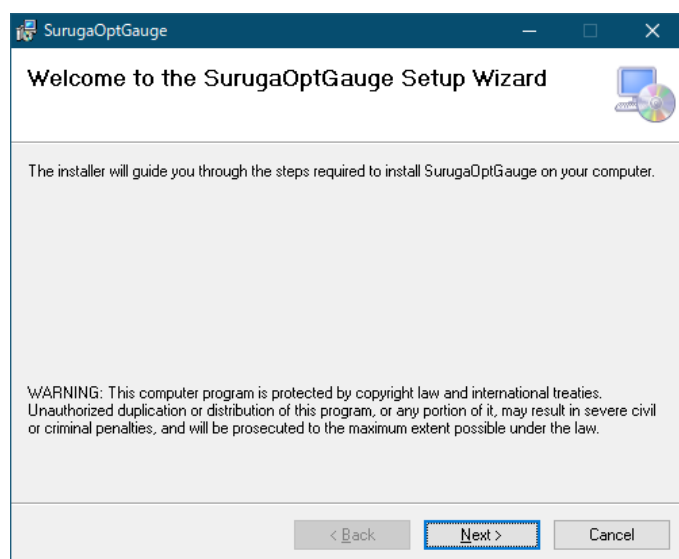 SurugaOptGauge
Welcome to the SurugaOptGauge Setup Wizard
The installer will guide you through the steps required to install SurugaOptGauge on your computer.
WARNING: This computer program is protected by copyright law and international treaties.
Unauthorized duplication or distribution of this program, or any portion of it, may result in severe civil
or criminal penalties, and will be prosecuted to the maximum extent possible under the law.
< Back
Next >
Cancel